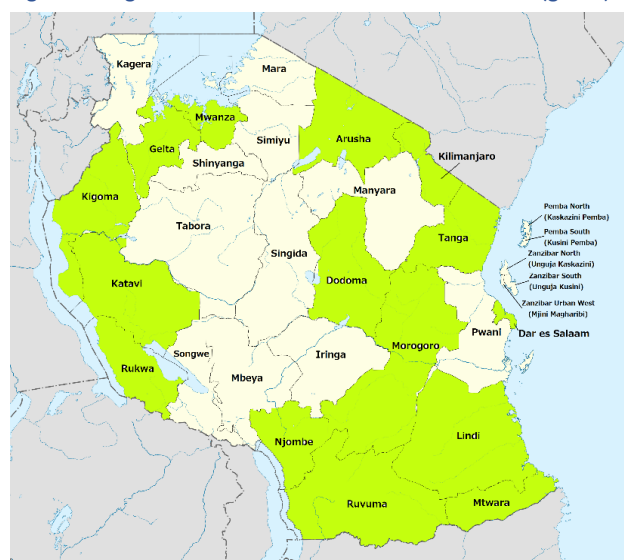 Kagera
Mara
Mwanza
Geita
Simiyu
Arusha
Shinyanga
Kilimanjaro
Kigoma
Manyara
Tabora
Singida
Tanga
Pemba North
(Kaskazini Pemba)
Pemba South
(Kusini Pemba)
Zanzibar North
(Unguja Kaskazini)
Zanzibar South
(Unguja Kusini)
Zanzibar Urban West
(Mjini Magharibi)
Katavi
Dodoma
Morogoro
Pwani
Dar es Salaam
Rukwa
Songwe
Mbeya
Iringa
Njombe
Lindi
Ruvuma
Mtwara